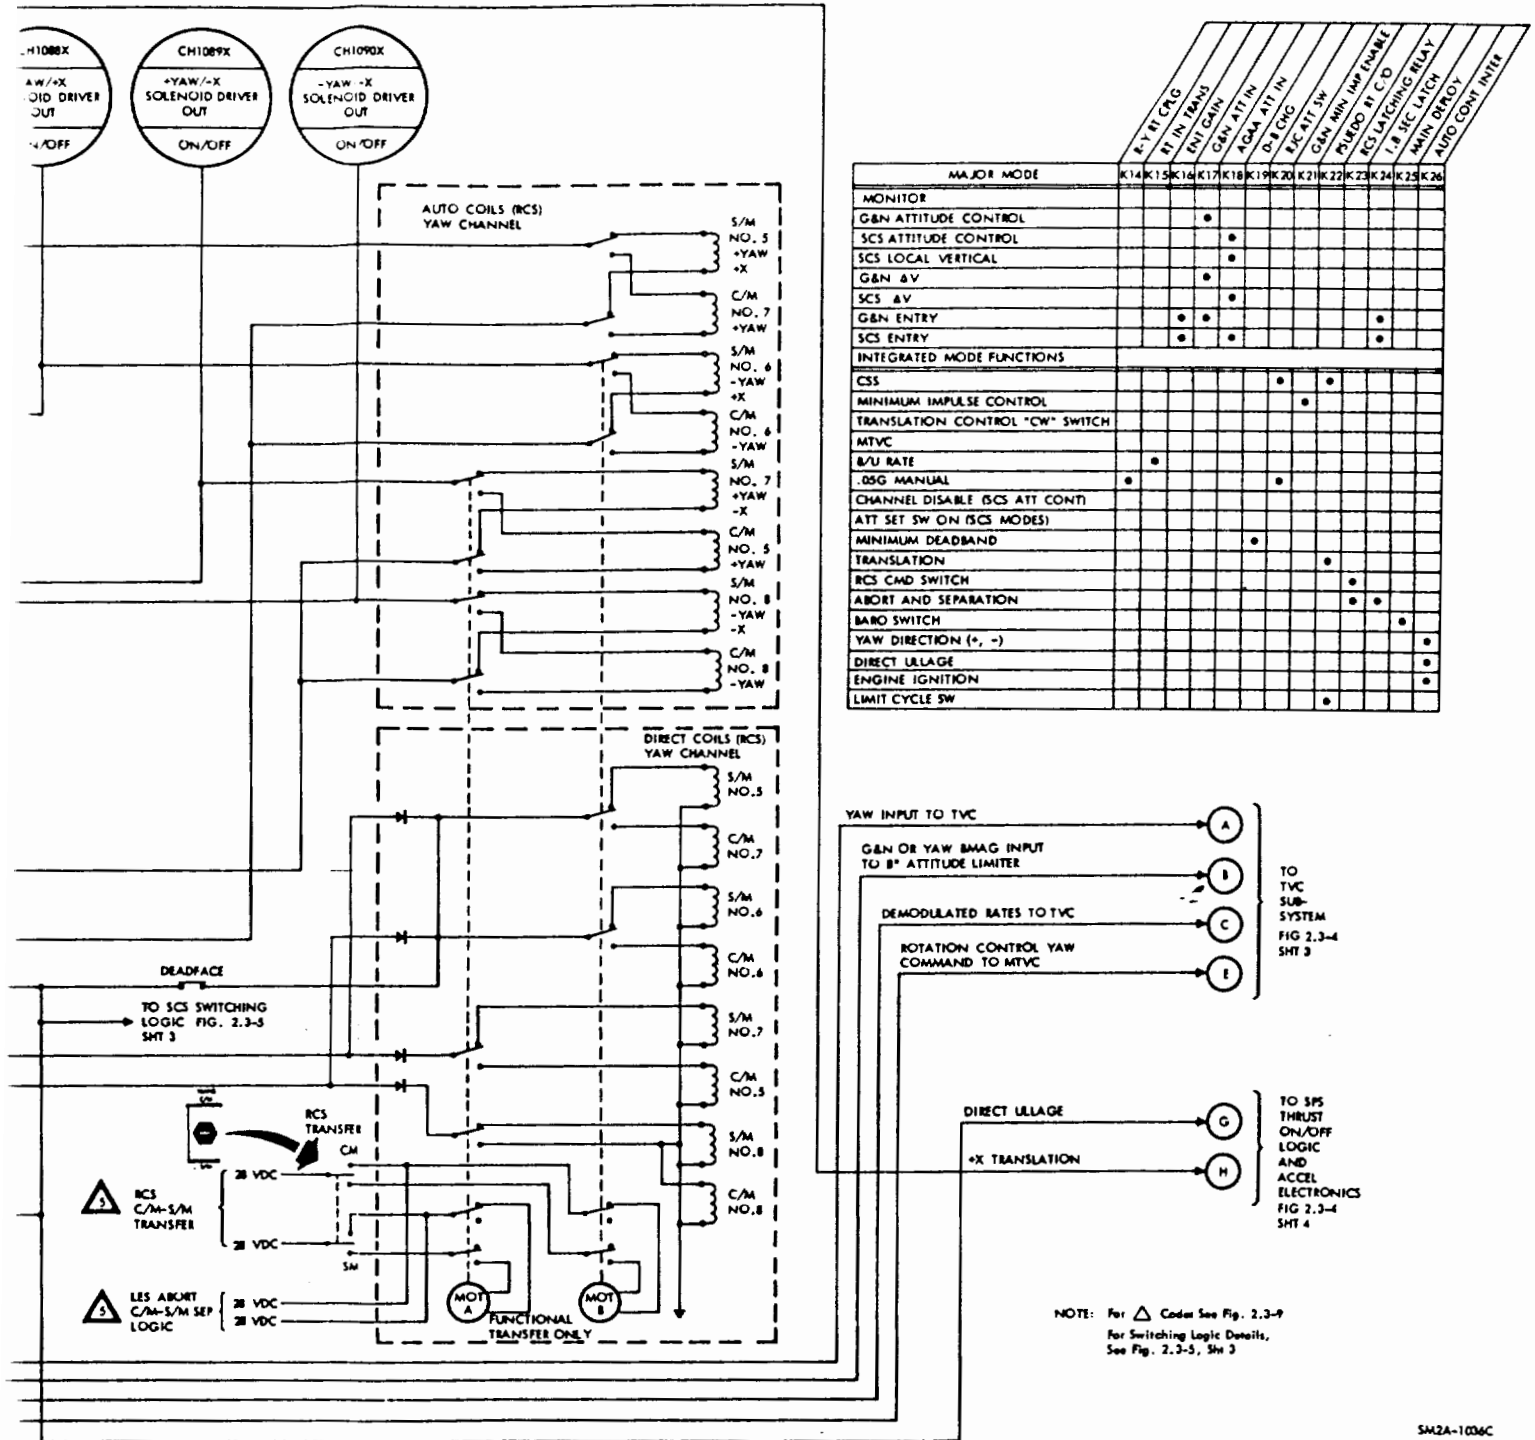 H1088X
AW/+X
OID DRIVER
OUT
N/OFF
CH1089X
+YAW/-X
SOLENOID DRIVER
OUT
ON/OFF
CH1090X
-YAW -X
SOLENOID DRIVER
OUT
ON/OFF
AUTO COILS (RCS)
YAW CHANNEL
S/M
NO. 5
+YAW
+X
C/M
NO. 7
+YAW
S/M
NO. 6
-YAW
+X
C/M
NO. 6
-YAW
S/M
NO. 7
+YAW
-X
C/M
NO. 5
+YAW
S/M
NO. 8
-YAW
-X
C/M
NO. 8
-YAW
DIRECT COILS (RCS)
YAW CHANNEL
S/M
NO.5
C/M
NO.7
S/M
NO.6
C/M
NO.6
S/M
NO.7
C/M
NO.5
S/M
NO.8
C/M
NO.8
DEADFACE
TO SCS SWITCHING
LOGIC FIG. 2.3-5
SHT 3
RCS
TRANSFER
CM
28 VDC
5
RCS
C/M-S/M
TRANSFER
28 VDC
SM
5
LES ABORT
C/M-S/M SEP
LOGIC
28 VDC
28 VDC
MOT
A
MOT
B
FUNCTIONAL
TRANSFER ONLY
R-Y RT CPLG
RT IN TRANS
ENT GAIN
G&N ATT IN
AGAA ATT IN
D-B CHG
RJC ATT SW
G&N MIN IMP ENABLE
PSUEDO RT C/O
RCS LATCHING RELAY
1.8 SEC LATCH
MAIN DEPLOY
AUTO CONT INTER
MAJOR MODE K14 K15 K16 K17 K18 K19 K20 K21 K22 K23 K24 K25 K26
MONITOR
G&N ATTITUDE CONTROL
SCS ATTITUDE CONTROL
SCS LOCAL VERTICAL
G&N ΔV
SCS ΔV
G&N ENTRY
SCS ENTRY
INTEGRATED MODE FUNCTIONS
CSS
MINIMUM IMPULSE CONTROL
TRANSLATION CONTROL "CW" SWITCH
MTVC
B/U RATE
.05G MANUAL
CHANNEL DISABLE (SCS ATT CONT)
ATT SET SW ON (SCS MODES)
MINIMUM DEADBAND
TRANSLATION
RCS CMD SWITCH
ABORT AND SEPARATION
BARO SWITCH
YAW DIRECTION (+, -)
DIRECT ULLAGE
ENGINE IGNITION
LIMIT CYCLE SW
YAW INPUT TO TVC
A
G&N OR YAW BMAG INPUT
TO 8° ATTITUDE LIMITER
B
DEMODULATED RATES TO TVC
C
ROTATION CONTROL YAW
COMMAND TO MTVC
E
TO
TVC
SUB-
SYSTEM
FIG 2.3-4
SHT 3
DIRECT ULLAGE
G
+X TRANSLATION
H
TO SPS
THRUST
ON/OFF
LOGIC
AND
ACCEL
ELECTRONICS
FIG 2.3-4
SHT 4
NOTE: For △ Codes See Fig. 2.3-9
For Switching Logic Details,
See Fig. 2.3-5, Sht 3
SM2A-1036C